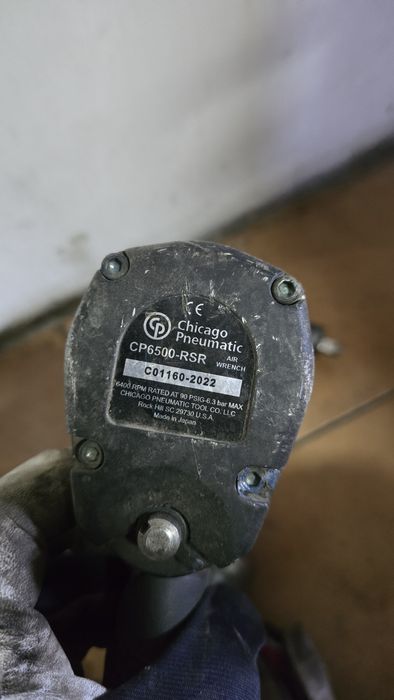 CE
CP Chicago
Pneumatic
CP6500-RSR AIR
WRENCH
C01160-2022
6400 RPM RATED AT 90 PSIG-6.3 bar MAX
CHICAGO PNEUMATIC TOOL CO. LLC
Rock Hill SC 29730 U.S.A.
Made in Japan